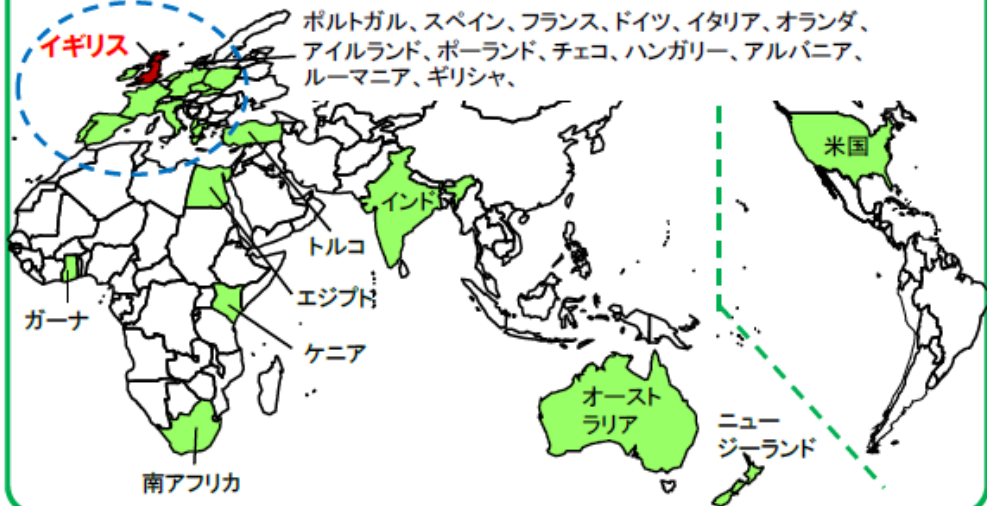 ポルトガル、スペイン、フランス、ドイツ、イタリア、オランダ、
アイルランド、ポーランド、チェコ、ハンガリー、アルバニア、
ルーマニア、ギリシャ、
イギリス
米国
インド
トルコ
エジプト
ガーナ
ケニア
オースト
ラリア
ニュー
ジーランド
南アフリカ